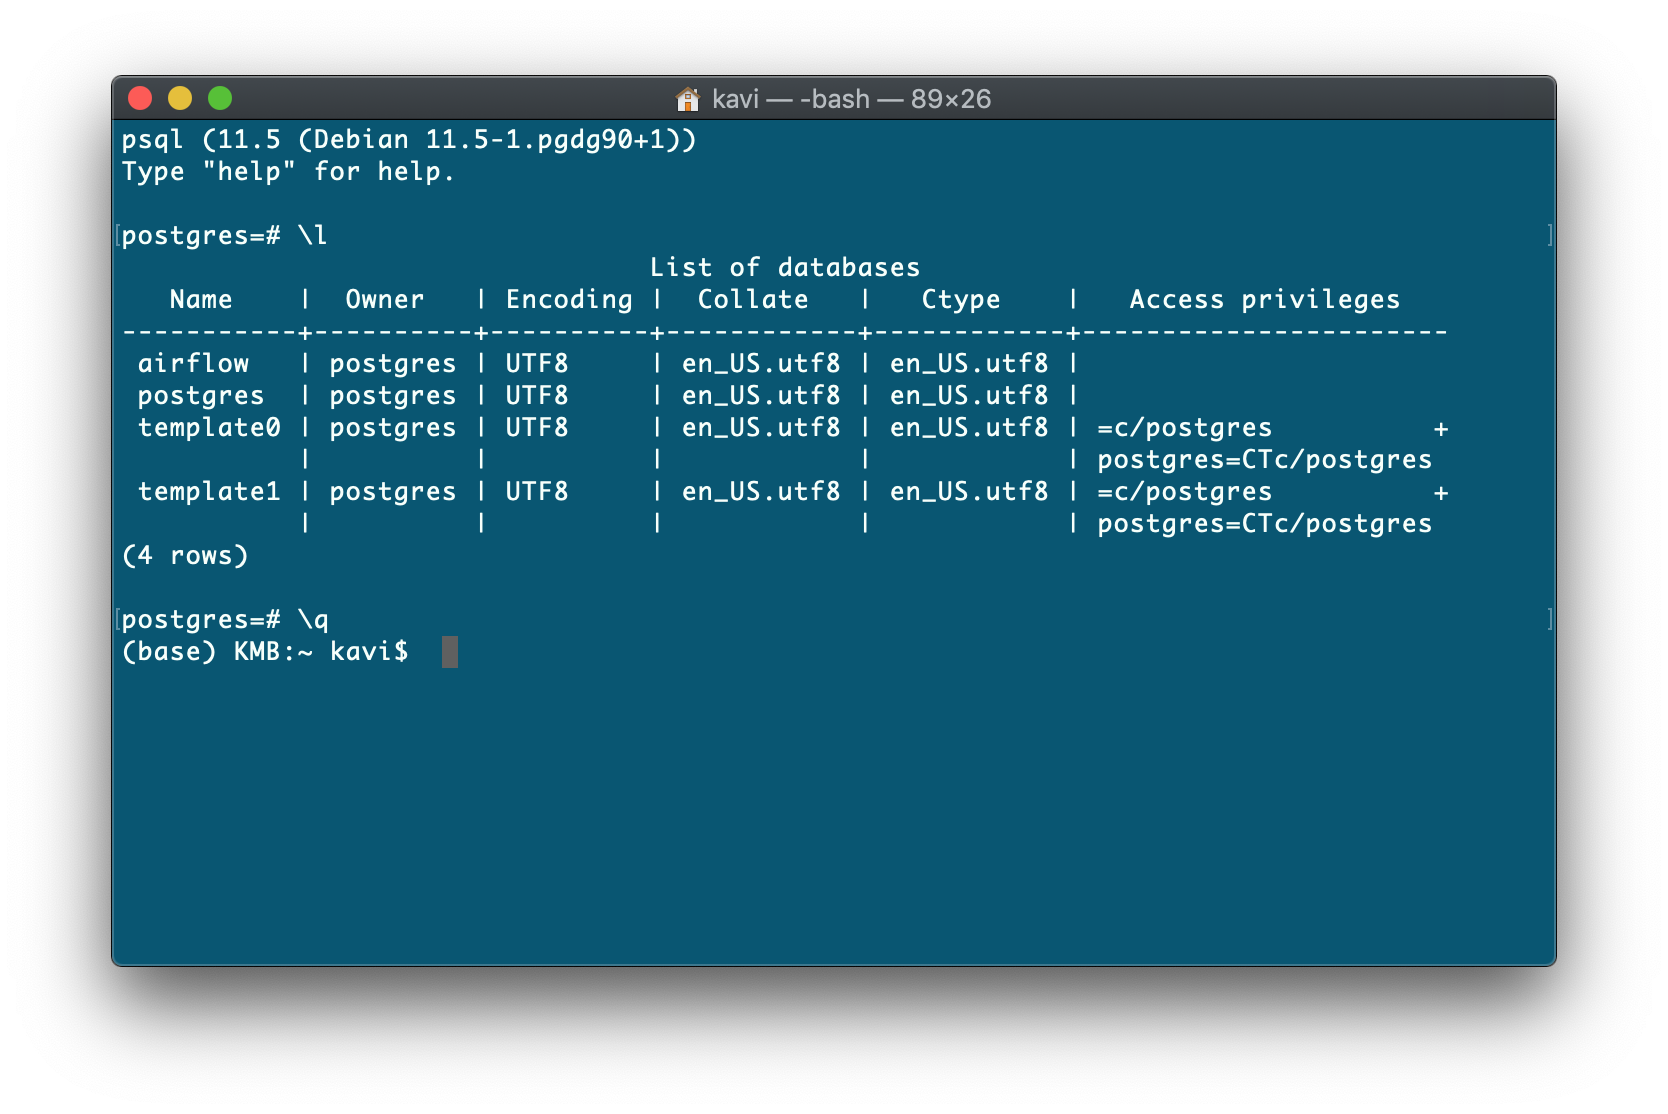 kavi — -bash — 89×26
psql (11.5 (Debian 11.5-1.pgdg90+1))
Type "help" for help.
[postgres=# \l ]
                                 List of databases
   Name    |  Owner   | Encoding |  Collate   |   Ctype    |   Access privileges
-----------+----------+----------+------------+------------+-----------------------
 airflow   | postgres | UTF8     | en_US.utf8 | en_US.utf8 |
 postgres  | postgres | UTF8     | en_US.utf8 | en_US.utf8 |
 template0 | postgres | UTF8     | en_US.utf8 | en_US.utf8 | =c/postgres          +
           |          |          |            |            | postgres=CTc/postgres
 template1 | postgres | UTF8     | en_US.utf8 | en_US.utf8 | =c/postgres          +
           |          |          |            |            | postgres=CTc/postgres
(4 rows)
[postgres=# \q ]
(base) KMB:~ kavi$